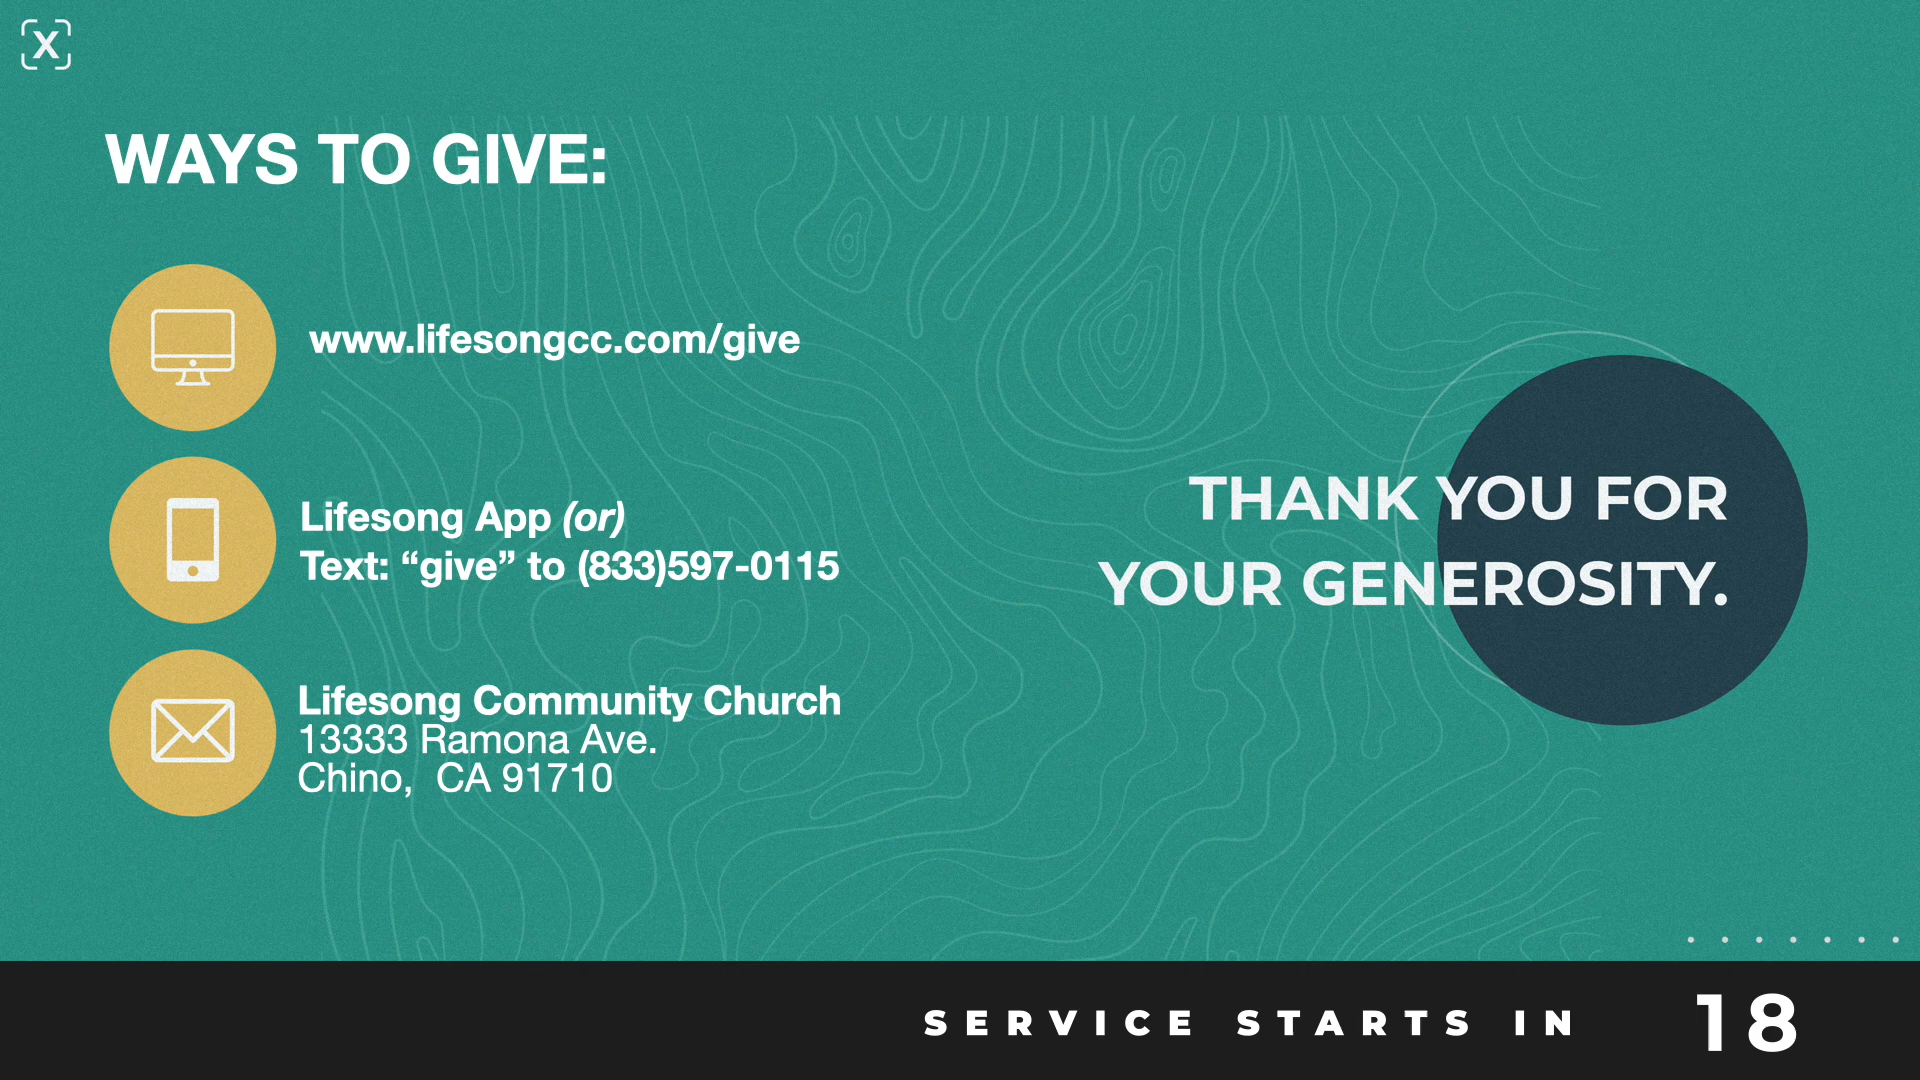 X
WAYS TO GIVE:
www.lifesongcc.com/give
Lifesong App (or)
Text: “give” to (833)597-0115
Lifesong Community Church
13333 Ramona Ave.
Chino,  CA 91710
THANK YOU FOR
YOUR GENEROSITY.
SERVICE STARTS IN 18